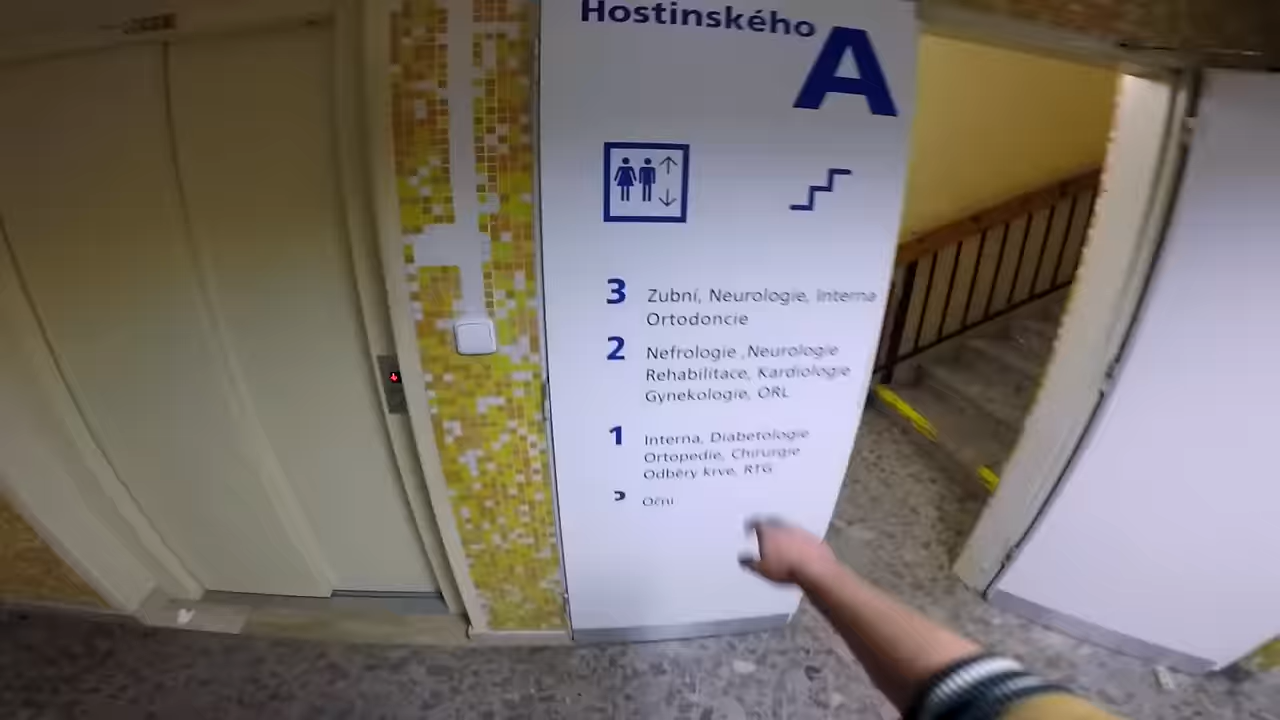 Hostinského
A
3 Zubní, Neurologie, Interna
Ortodoncie
2 Nefrologie ,Neurologie
Rehabilitace, Kardiologie
Gynekologie, ORL
1 Interna, Diabetologie
Ortopedie, Chirurgie
Odběry krve, RTG
Oční